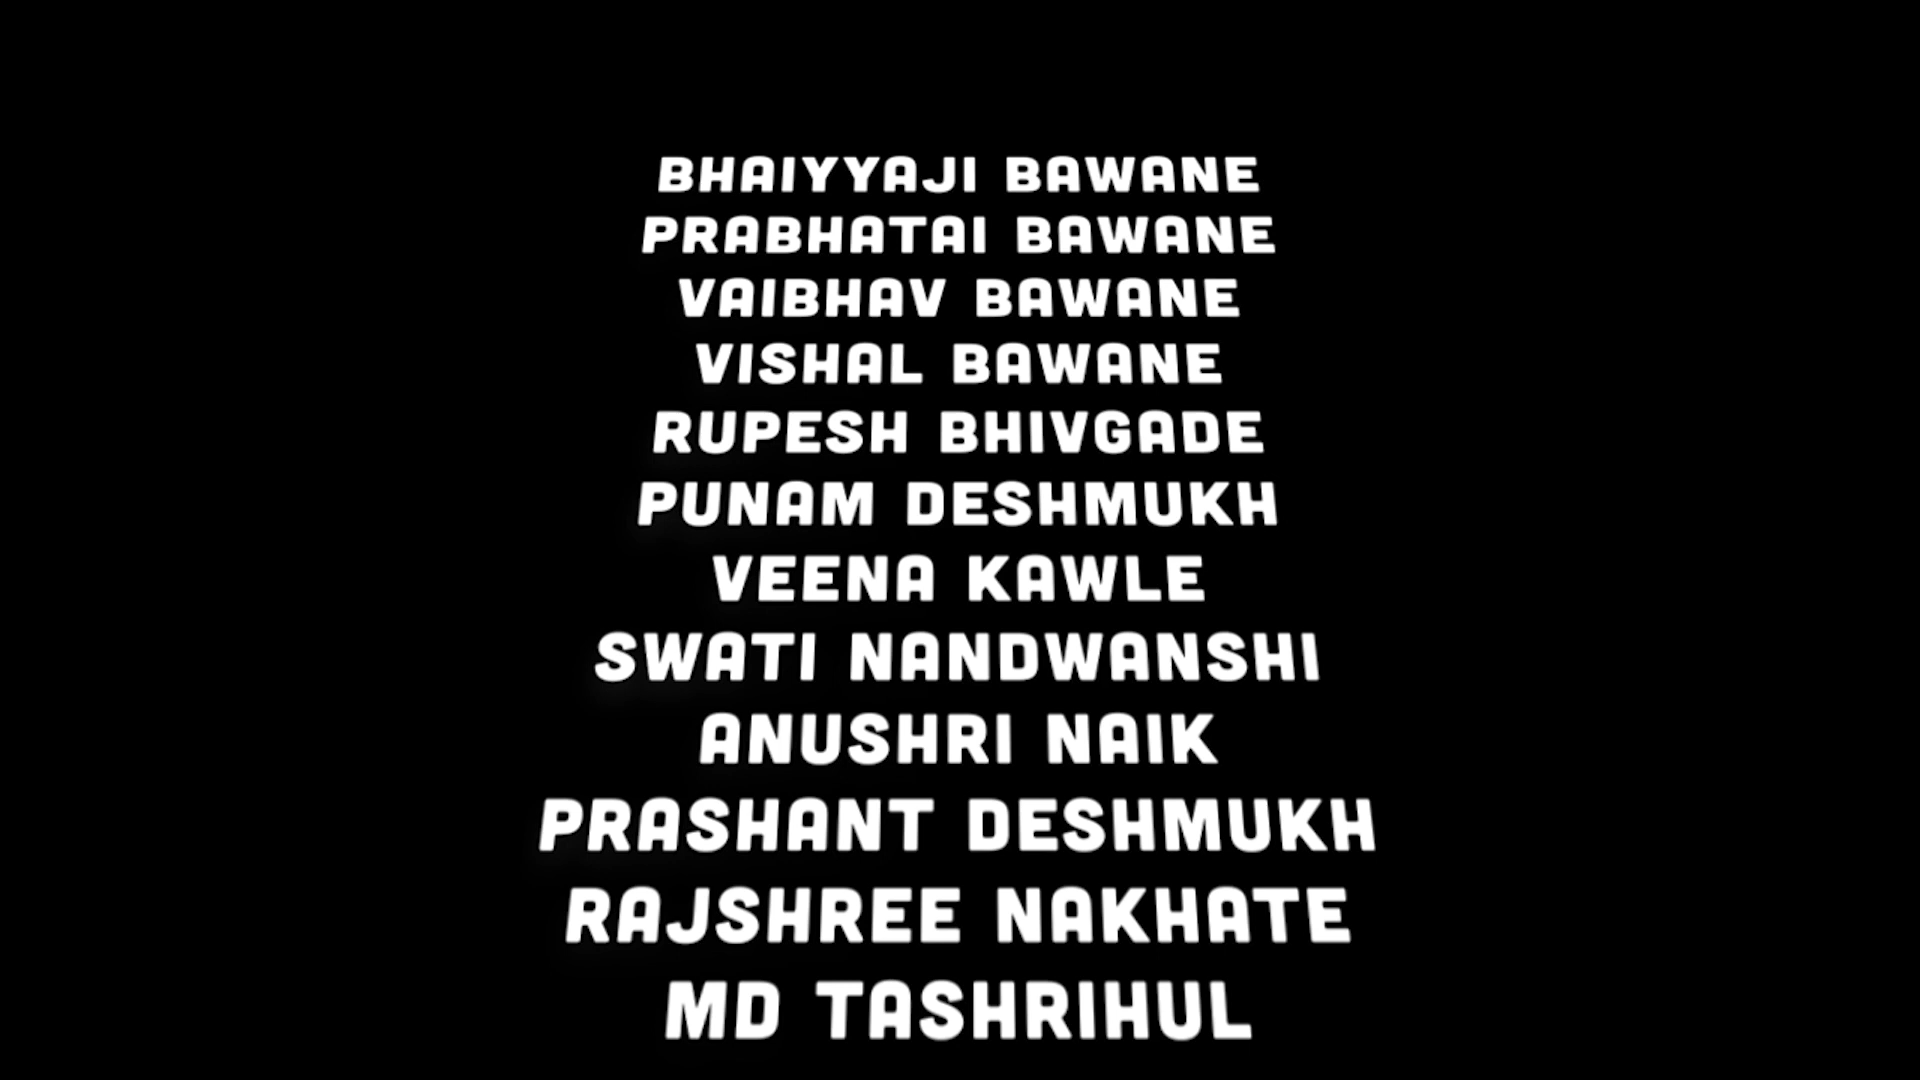 BHAIYYAJI BAWANE
PRABHATAI BAWANE
VAIBHAV BAWANE
VISHAL BAWANE
RUPESH BHIVGADE
PUNAM DESHMUKH
VEENA KAWLE
SWATI NANDWANSHI
ANUSHRI NAIK
PRASHANT DESHMUKH
RAJSHREE NAKHATE
MD TASHRIHUL